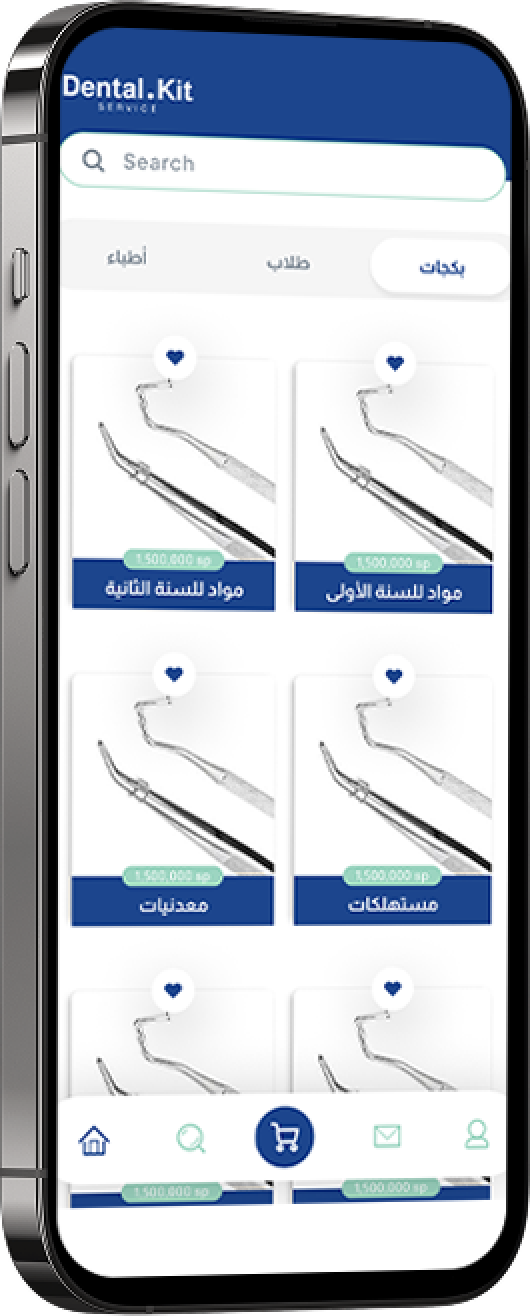 Dental.Kit
SERVICE
Search
بكجات
طلاب
أطباء
1,500,000 sp
مواد للسنة الأولى
1,500,000 sp
مواد للسنة الثانية
1,500,000 sp
مستهلكات
1,500,000 sp
معدنيات
1,500,000 sp
1,500,000 sp